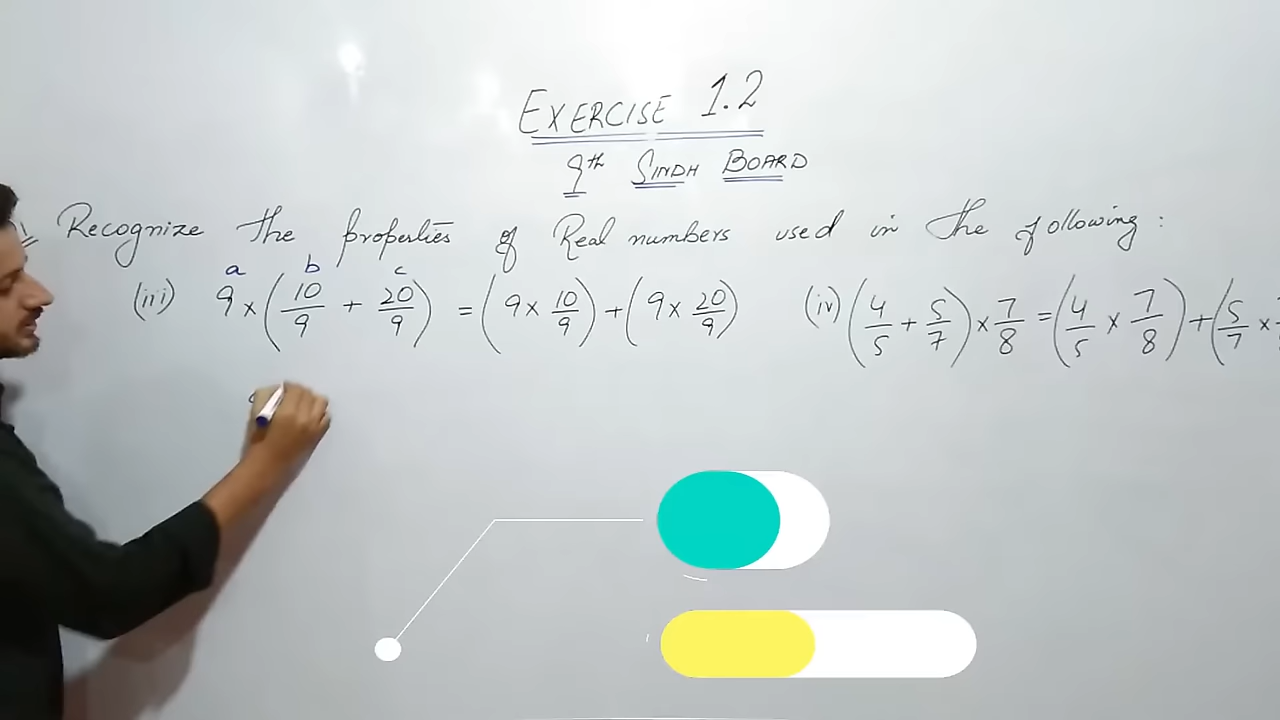 EXERCISE 1.2
9th SINDH BOARD
Recognize the properties of Real numbers used in the following:
a b c
(iii) 9 × (10/9 + 20/9) = (9 × 10/9) + (9 × 20/9) (iv) (4/5 + 5/7) × 7/8 = (4/5 × 7/8) + (5/7 ×